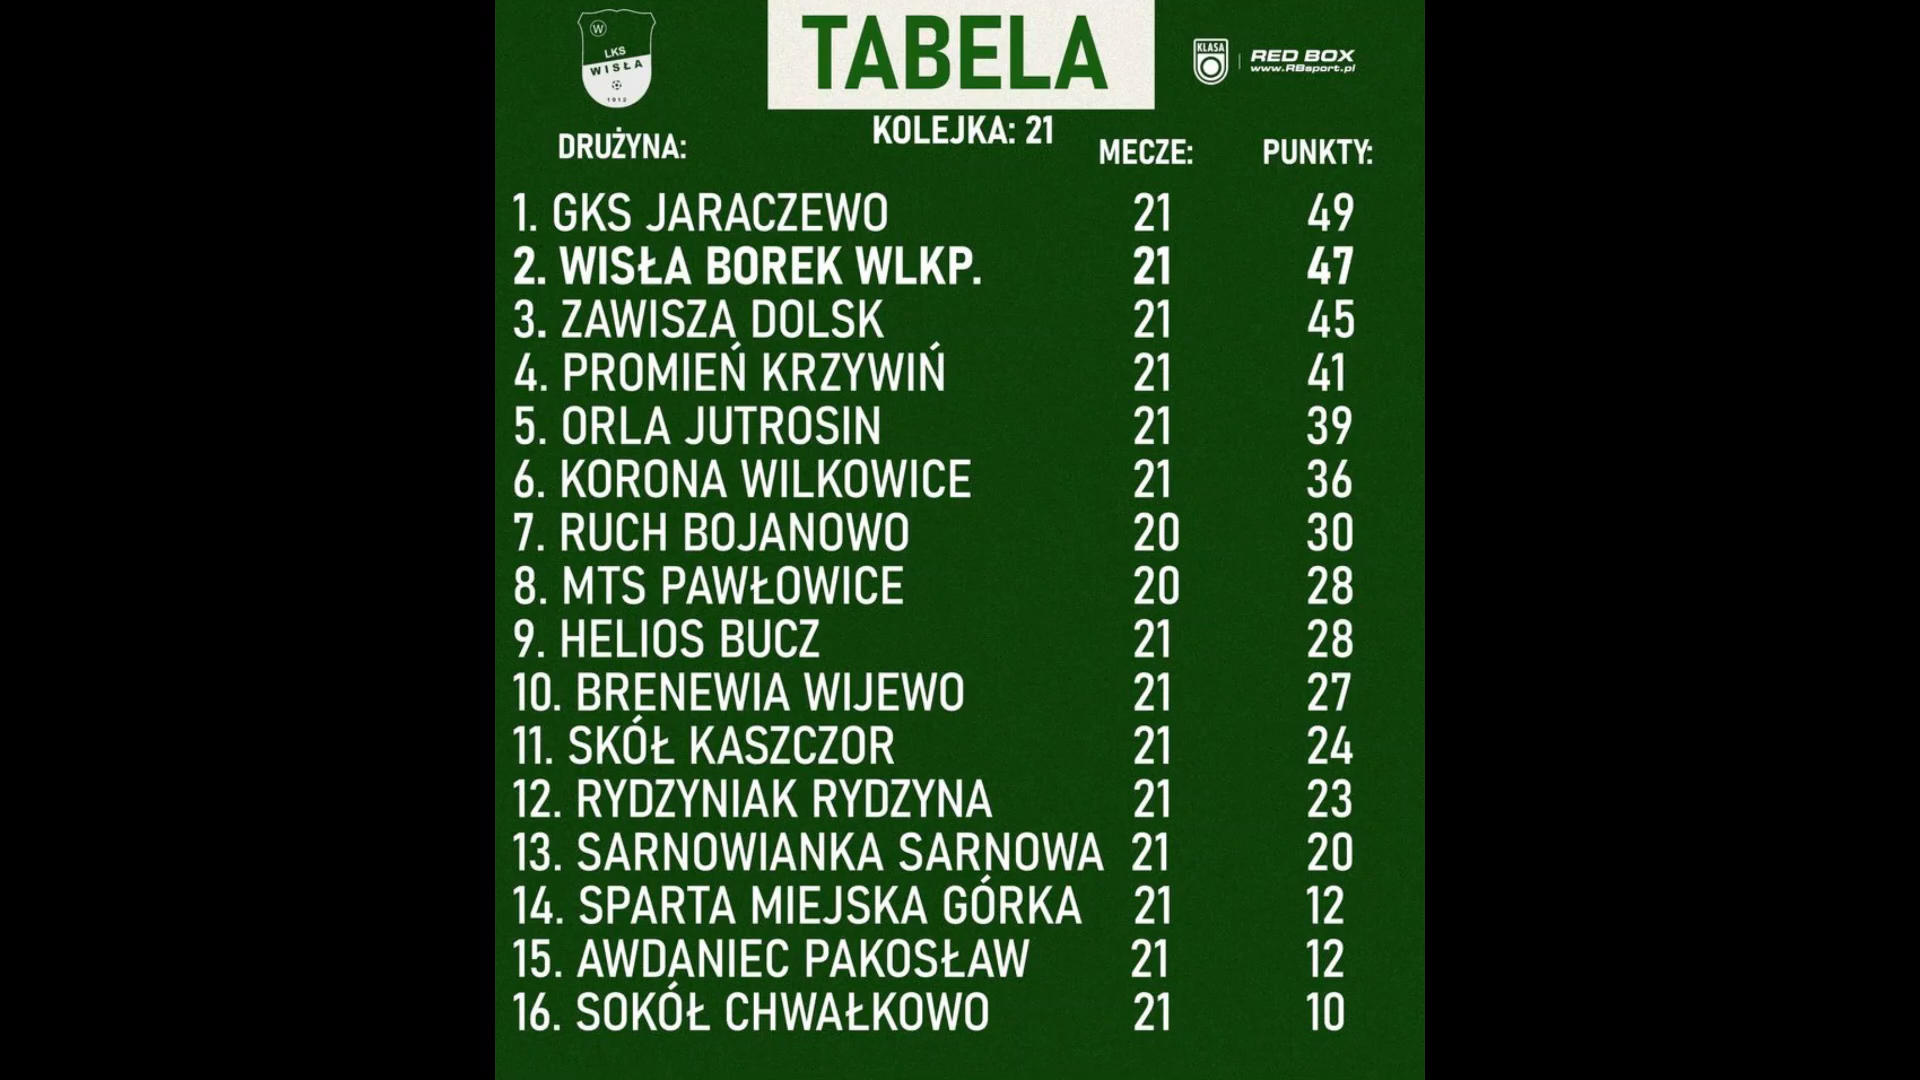 W
LKS
WISŁA
1912
TABELA
KLASA
RED BOX
www.RBsport.pl
KOLEJKA: 21
DRUŻYNA: MECZE: PUNKTY:
1. GKS JARACZEWO 21 49
2. WISŁA BOREK WLKP. 21 47
3. ZAWISZA DOLSK 21 45
4. PROMIEŃ KRZYWIŃ 21 41
5. ORLA JUTROSIN 21 39
6. KORONA WILKOWICE 21 36
7. RUCH BOJANOWO 20 30
8. MTS PAWŁOWICE 20 28
9. HELIOS BUCZ 21 28
10. BRENEWIA WIJEWO 21 27
11. SKÓŁ KASZCZOR 21 24
12. RYDZYNIAK RYDZYNA 21 23
13. SARNOWIANKA SARNOWA 21 20
14. SPARTA MIEJSKA GÓRKA 21 12
15. AWDANIEC PAKOSŁAW 21 12
16. SOKÓŁ CHWAŁKOWO 21 10